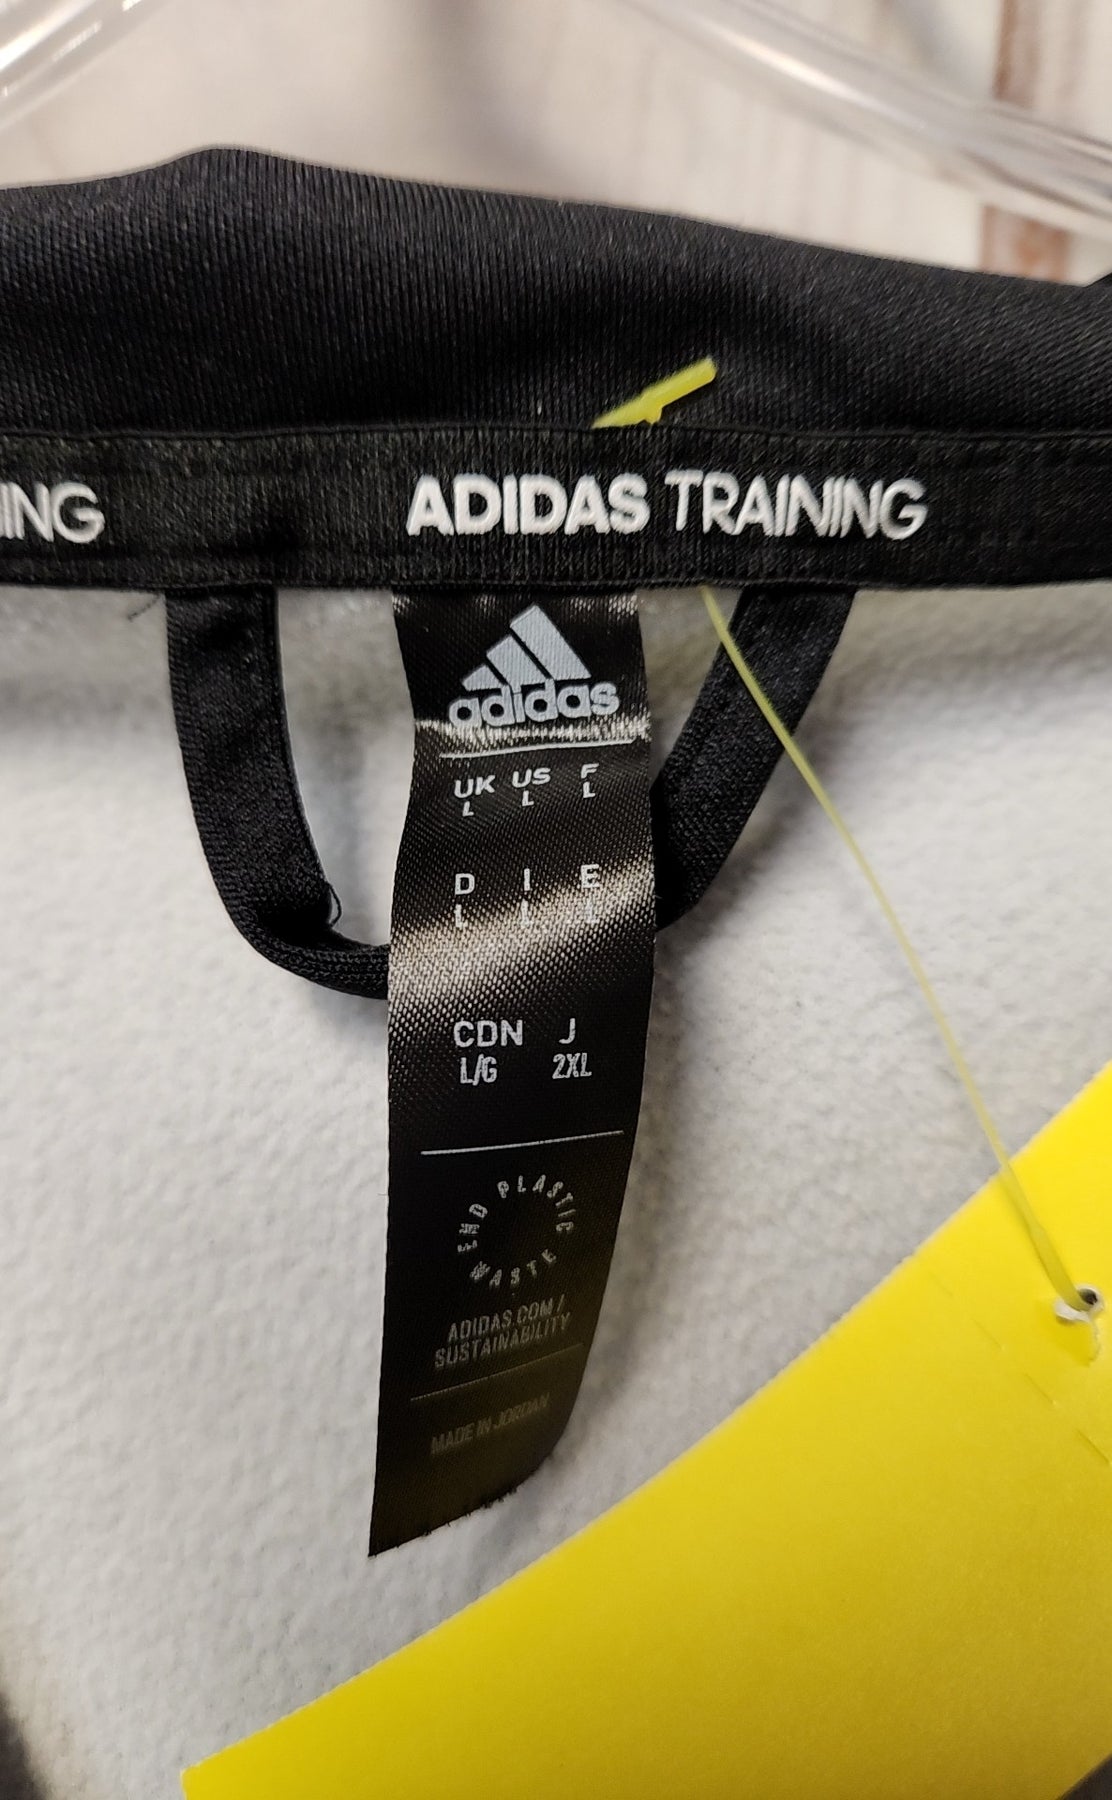 ING ADIDAS TRAINING
adidas
UK US F
L L L
D I E
L L L
CDN J
L/G 2XL
END PLASTIC WASTE
ADIDAS.COM/
SUSTAINABILITY
MADE IN JORDAN